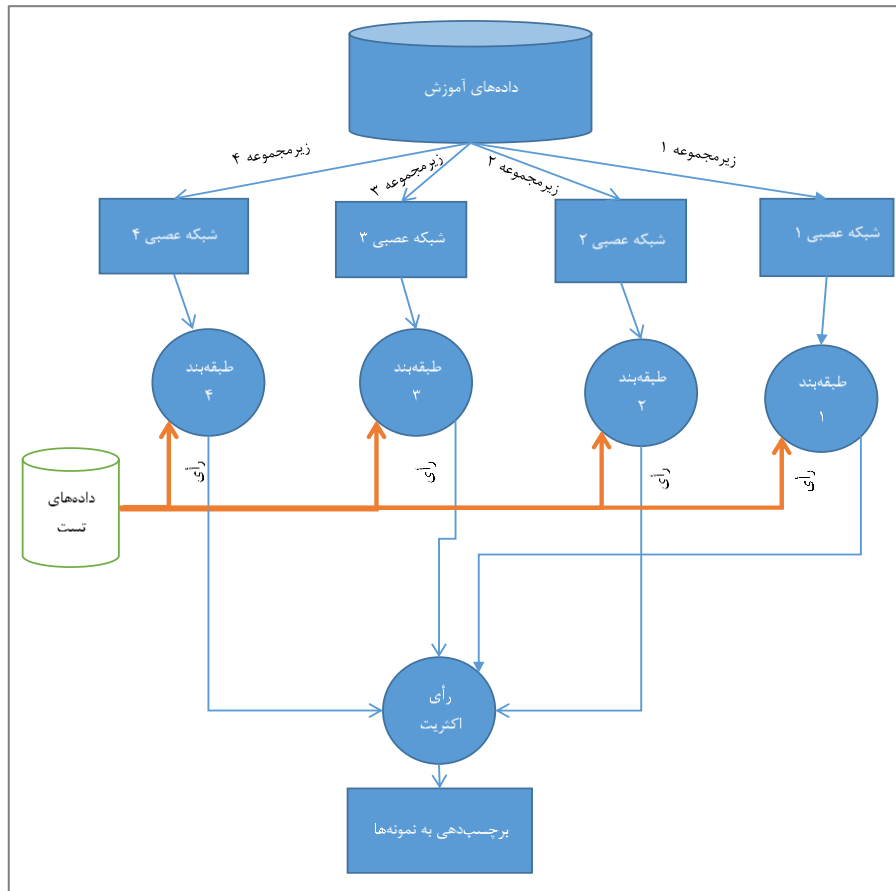 داده‌های آموزش
زیرمجموعه ۱
زیرمجموعه ۲
زیرمجموعه ۳
زیرمجموعه ۴
شبکه عصبی ۱
شبکه عصبی ۲
شبکه عصبی ۳
شبکه عصبی ۴
طبقه‌بند
۱
طبقه‌بند
۲
طبقه‌بند
۳
طبقه‌بند
۴
رأی
رأی
رأی
رأی
داده‌های
تست
رأی
اکثریت
برچسب‌دهی به نمونه‌ها